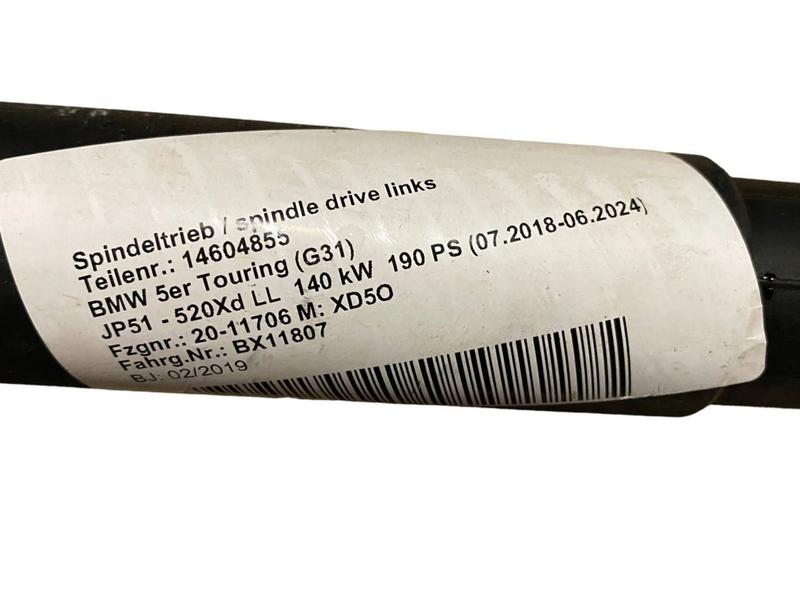 Spindeltrieb / spindle drive links
Teilenr.: 14604855
BMW 5er Touring (G31)
JP51 - 520Xd LL 140 kW 190 PS (07.2018-06.2024)
Fzgnr.: 20-11706 M: XD5O
Fahrg.Nr.: BX11807
BJ: 02/2019